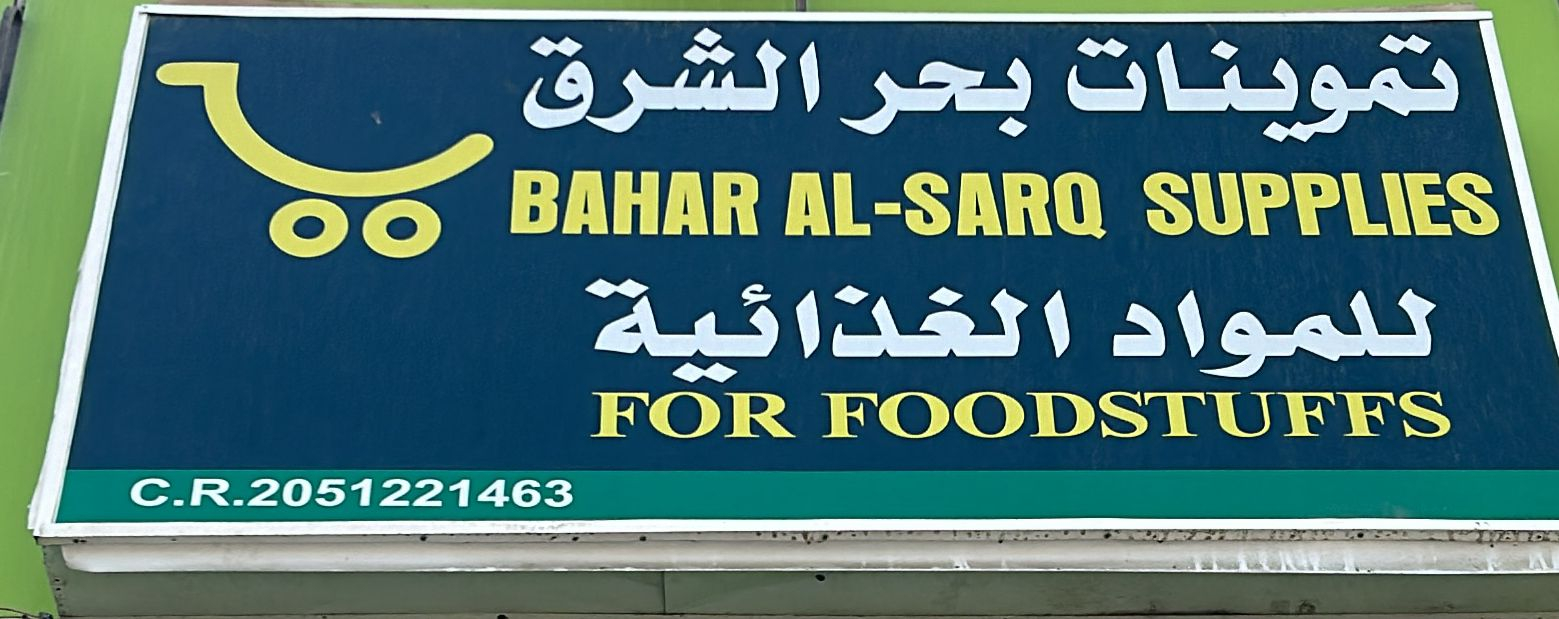 تموينات بحر الشرق
BAHAR AL-SARQ SUPPLIES
للمواد الغذائية
FOR FOODSTUFFS
C.R.2051221463